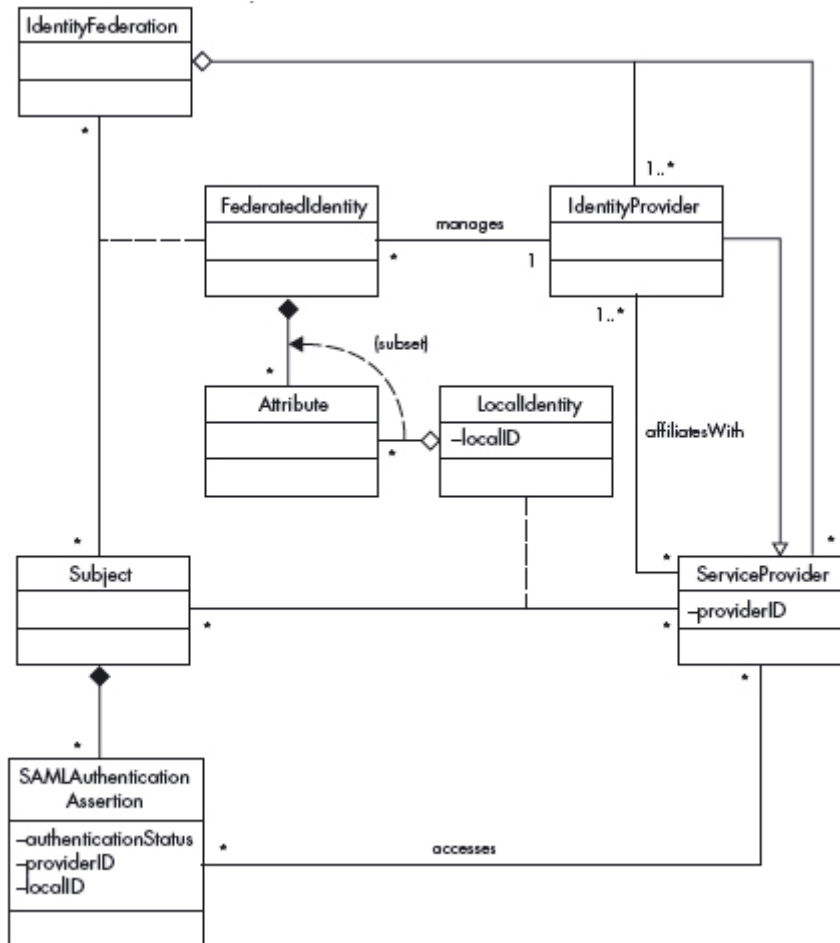 IdentityFederation
*
1..*
FederatedIdentity
IdentityProvider
manages
*
1
1..*
(subset)
*
Attribute
LocalIdentity
–localID
*
affiliatesWith
*
*
*
Subject
ServiceProvider
–providerID
*
*
*
*
SAMLAuthentication
Assertion
–authenticationStatus
–providerID
–localID
*
accesses